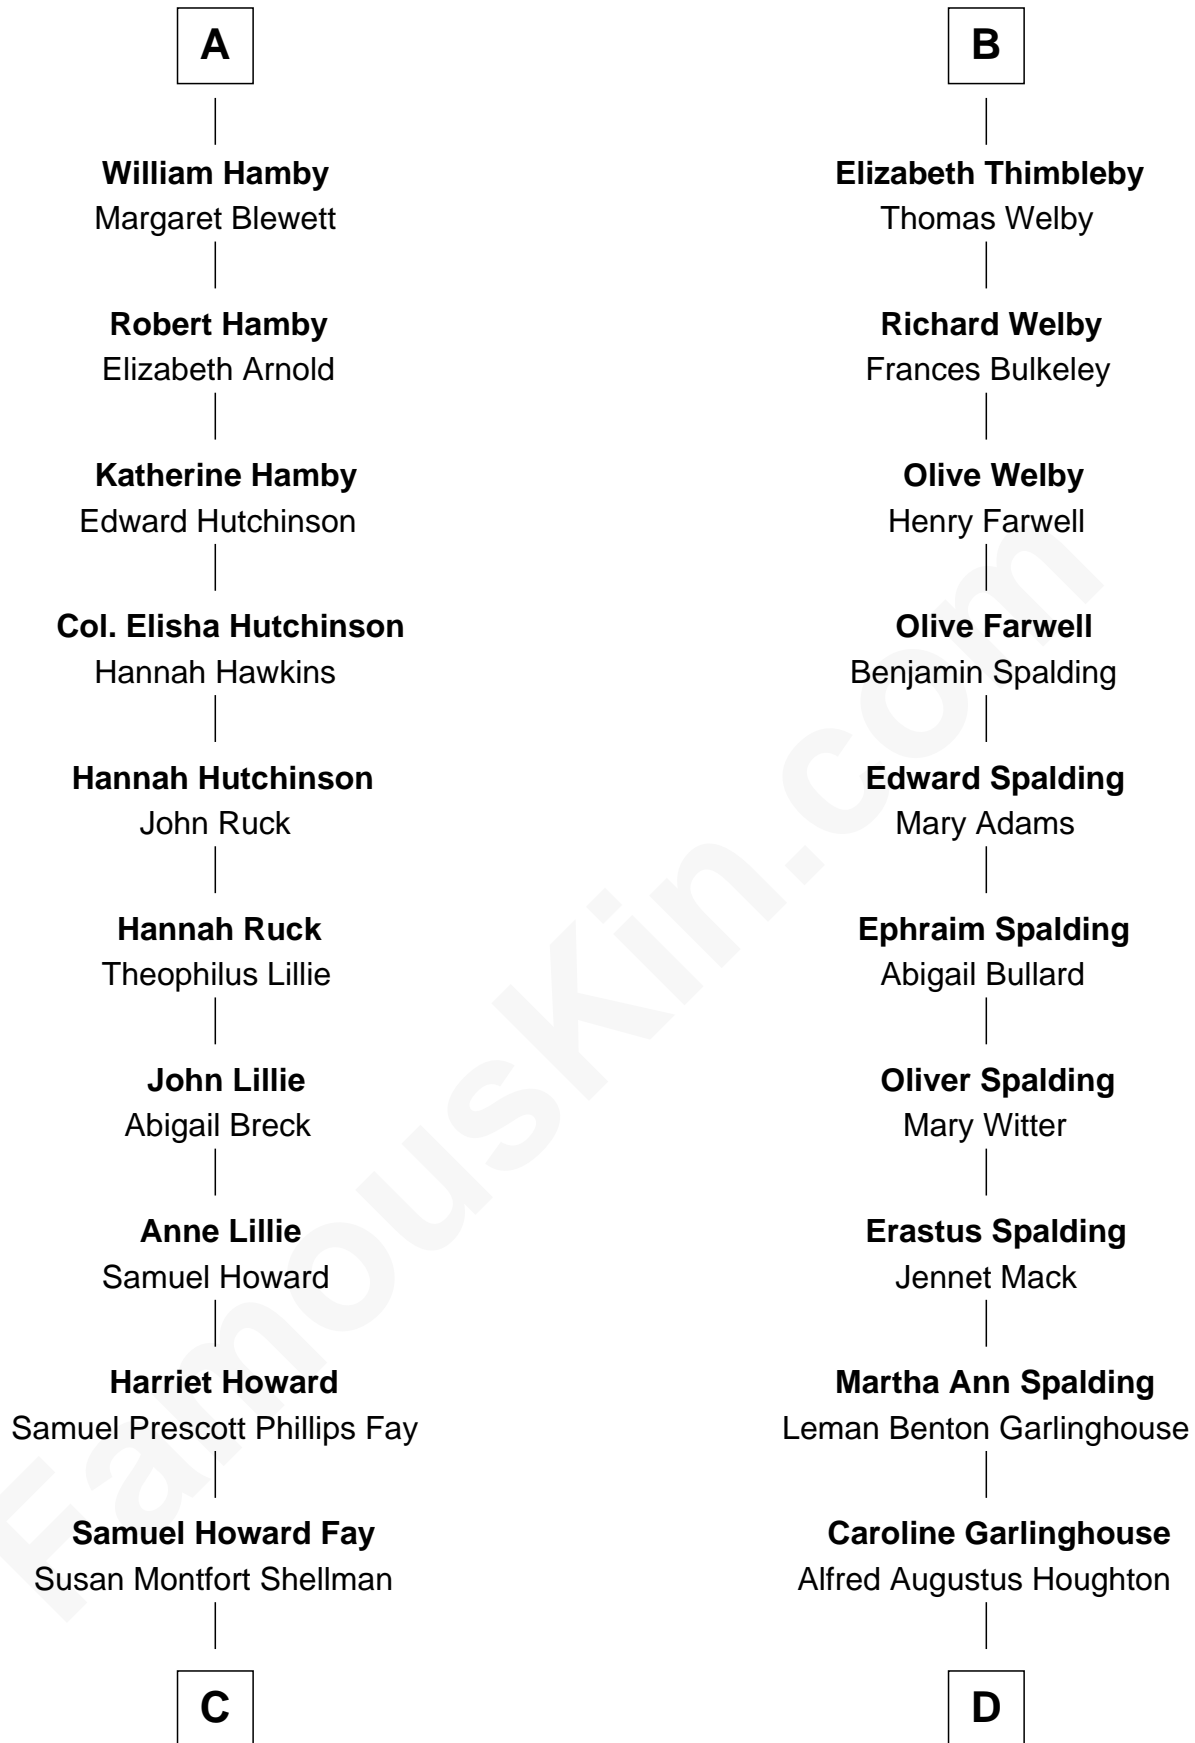 A
William Hamby
Margaret Blewett
Robert Hamby
Elizabeth Arnold
Katherine Hamby
Edward Hutchinson
Col. Elisha Hutchinson
Hannah Hawkins
Hannah Hutchinson
John Ruck
Hannah Ruck
Theophilus Lillie
John Lillie
Abigail Breck
Anne Lillie
Samuel Howard
Harriet Howard
Samuel Prescott Phillips Fay
Samuel Howard Fay
Susan Montfort Shellman
C
B
Elizabeth Thimbleby
Thomas Welby
Richard Welby
Frances Bulkeley
Olive Welby
Henry Farwell
Olive Farwell
Benjamin Spalding
Edward Spalding
Mary Adams
Ephraim Spalding
Abigail Bullard
Oliver Spalding
Mary Witter
Erastus Spalding
Jennet Mack
Martha Ann Spalding
Leman Benton Garlinghouse
Caroline Garlinghouse
Alfred Augustus Houghton
D
FamousKin.com